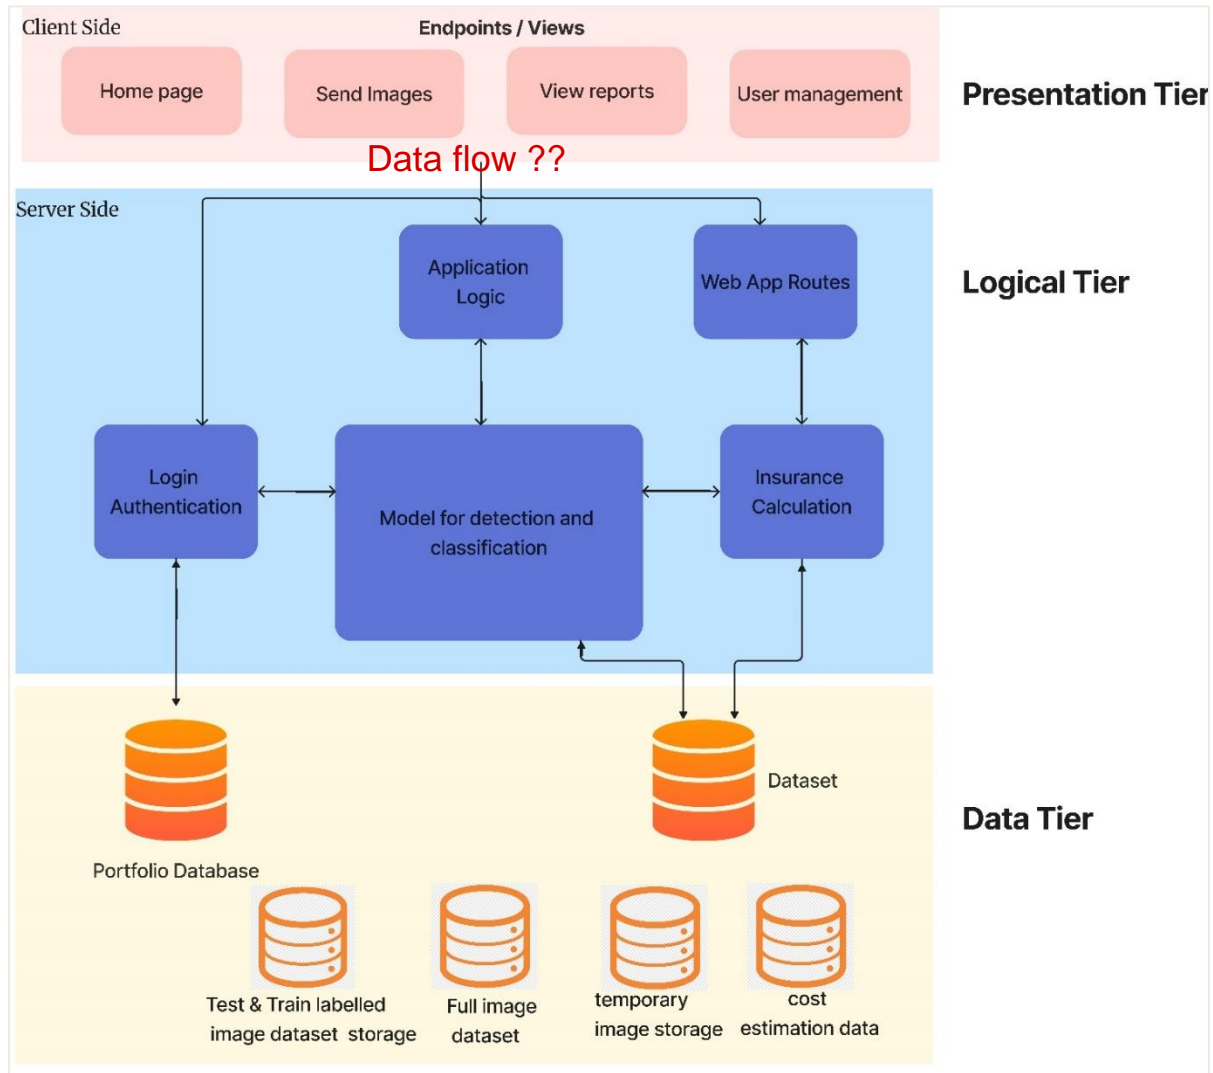 Client Side
Endpoints / Views
Home page
Send Images
View reports
User management
Presentation Tier
Data flow ??
Server Side
Application
Logic
Web App Routes
Logical Tier
Login
Authentication
Model for detection and
classification
Insurance
Calculation
Dataset
Data Tier
Portfolio Database
Test & Train labelled
image dataset storage
Full image
dataset
temporary
image storage
cost
estimation data